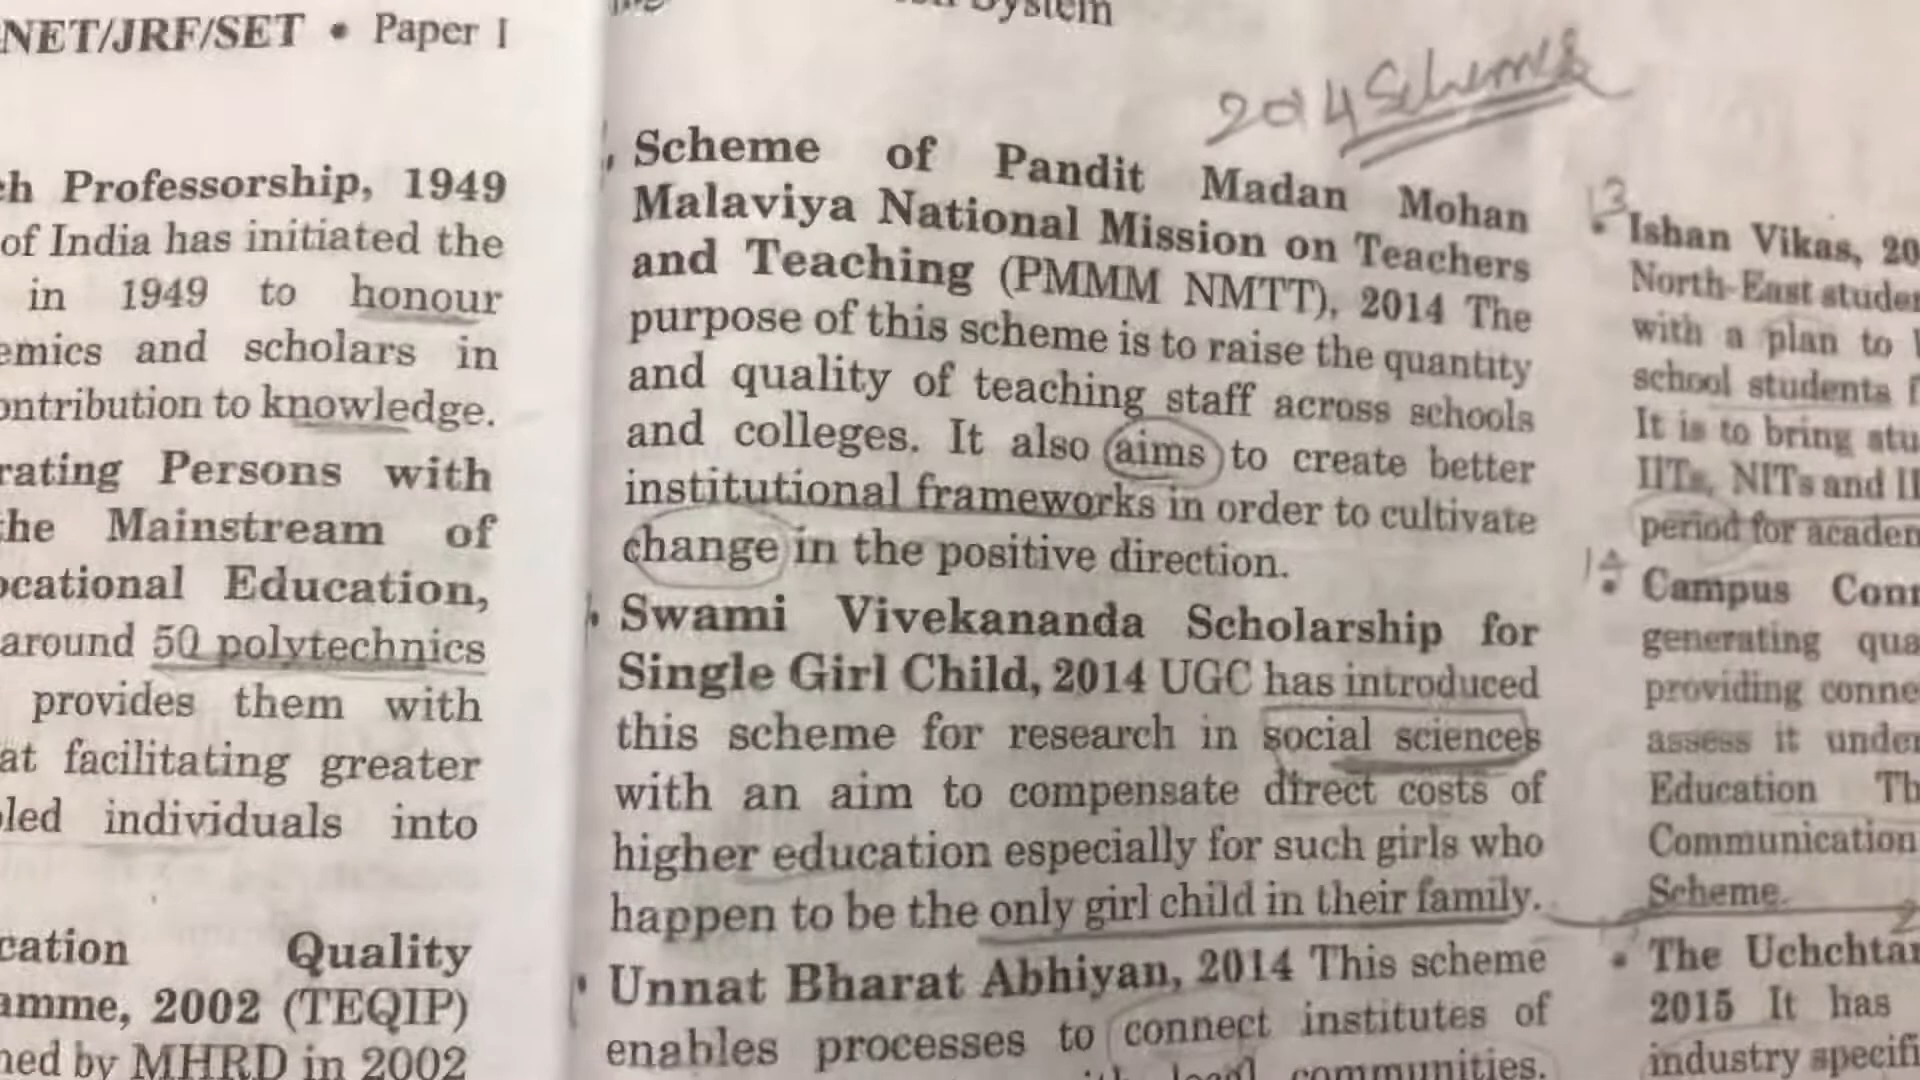 NET/JRF/SET • Paper I
ch Professorship, 1949
of India has initiated the
in 1949 to honour
emics and scholars in
ontribution to knowledge.
rating Persons with
the Mainstream of
ocational Education,
around 50 polytechnics
provides them with
at facilitating greater
led individuals into
cation Quality
amme, 2002 (TEQIP)
ned by MHRD in 2002
System
2014 Schemes
Scheme of Pandit Madan Mohan
Malaviya National Mission on Teachers
and Teaching (PMMM NMTT), 2014 The
purpose of this scheme is to raise the quantity
and quality of teaching staff across schools
and colleges. It also aims to create better
institutional frameworks in order to cultivate
change in the positive direction.
Swami Vivekananda Scholarship for
Single Girl Child, 2014 UGC has introduced
this scheme for research in social sciences
with an aim to compensate direct costs of
higher education especially for such girls who
happen to be the only girl child in their family.
• Unnat Bharat Abhiyan, 2014 This scheme
enables processes to connect institutes of
local communities.
13
• Ishan Vikas, 20
North-East studen
with a plan to
school students f
It is to bring stu
IITs, NITs and II
period for academ
14
• Campus Conn
generating qua
providing conne
assess it under
Education Th
Communication
Scheme.
• The Uchchtar
2015 It has
industry specifi